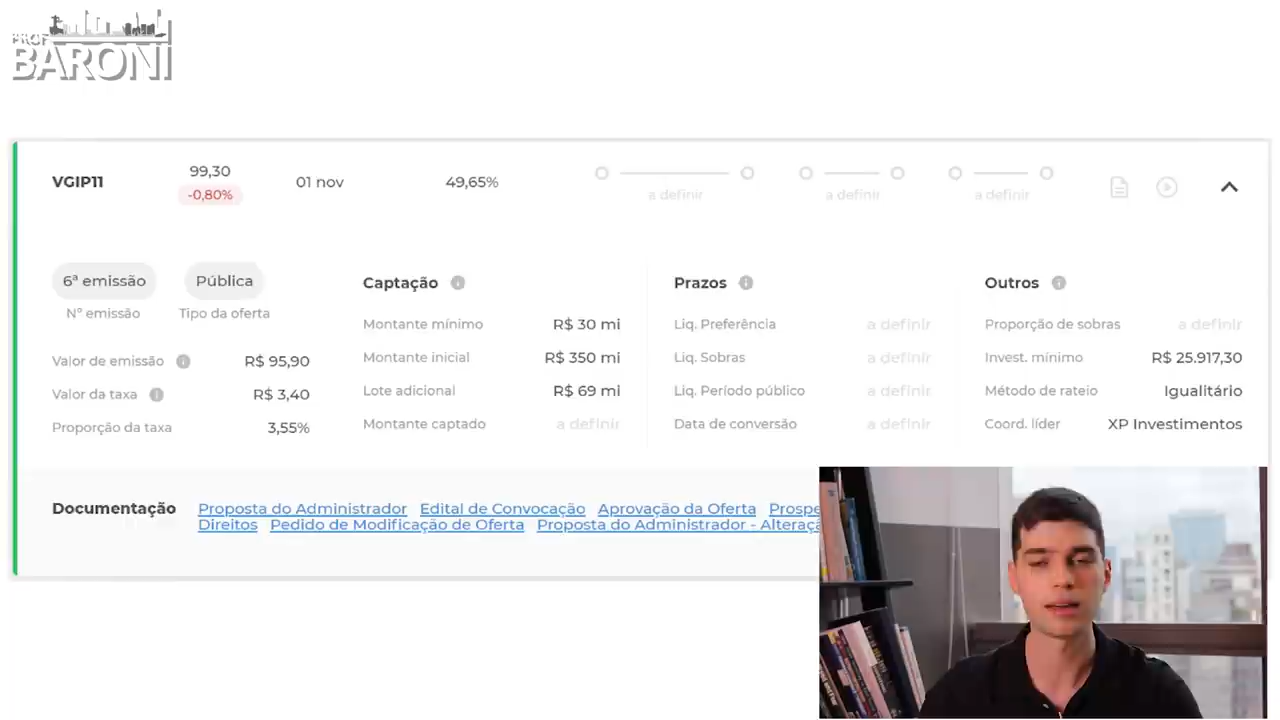 PROF
BARONI
VGIP11
99,30
-0,80%
01 nov
49,65%
a definir
a definir
a definir
6ª emissão
Pública
Nº emissão
Tipo da oferta
Valor de emissão
R$ 95,90
Valor da taxa
R$ 3,40
Proporção da taxa
3,55%
Captação
Montante mínimo
R$ 30 mi
Montante inicial
R$ 350 mi
Lote adicional
R$ 69 mi
Montante captado
a definir
Prazos
Liq. Preferência
a definir
Liq. Sobras
a definir
Liq. Período público
a definir
Data de conversão
a definir
Outros
Proporção de sobras
a definir
Invest. mínimo
R$ 25.917,30
Método de rateio
Igualitário
Coord. líder
XP Investimentos
Documentação
Proposta do Administrador Edital de Convocação Aprovação da Oferta Prospe
Direitos Pedido de Modificação de Oferta Proposta do Administrador - Alteraça